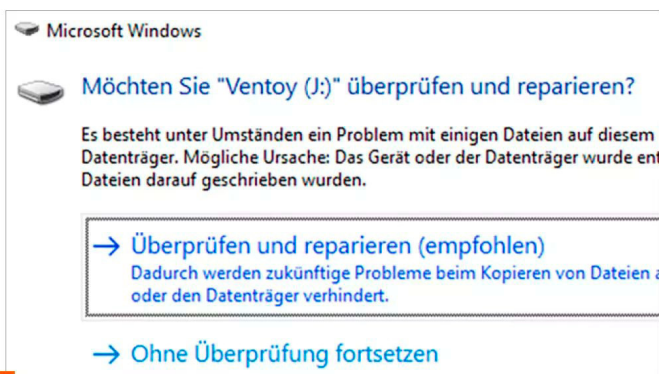 Microsoft Windows
Möchten Sie "Ventoy (J:)" überprüfen und reparieren?
Es besteht unter Umständen ein Problem mit einigen Dateien auf diesem
Datenträger. Mögliche Ursache: Das Gerät oder der Datenträger wurde ent
Dateien darauf geschrieben wurden.
→ Überprüfen und reparieren (empfohlen)
Dadurch werden zukünftige Probleme beim Kopieren von Dateien a
oder den Datenträger verhindert.
→ Ohne Überprüfung fortsetzen